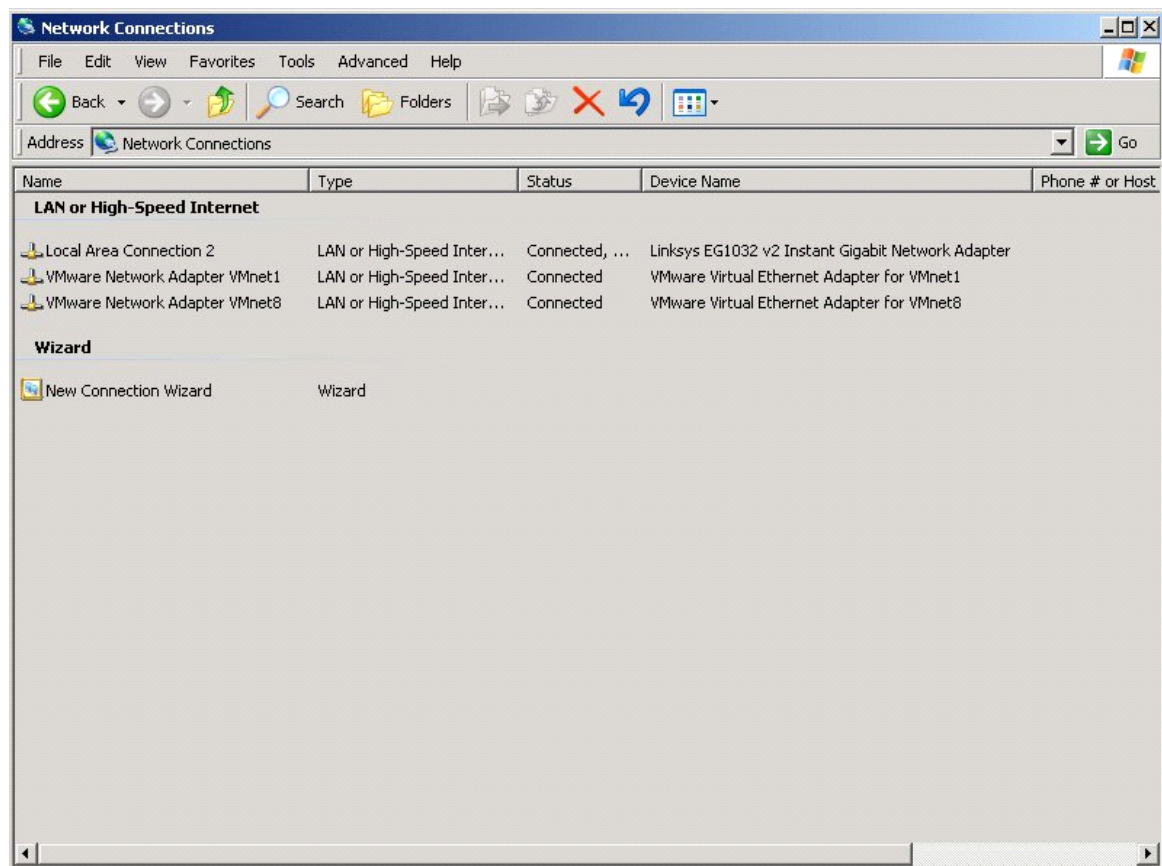 Network Connections
File Edit View Favorites Tools Advanced Help
Back Search Folders
Address Network Connections Go
Name Type Status Device Name Phone # or Host
LAN or High-Speed Internet
Local Area Connection 2 LAN or High-Speed Inter... Connected, ... Linksys EG1032 v2 Instant Gigabit Network Adapter
VMware Network Adapter VMnet1 LAN or High-Speed Inter... Connected VMware Virtual Ethernet Adapter for VMnet1
VMware Network Adapter VMnet8 LAN or High-Speed Inter... Connected VMware Virtual Ethernet Adapter for VMnet8
Wizard
New Connection Wizard Wizard